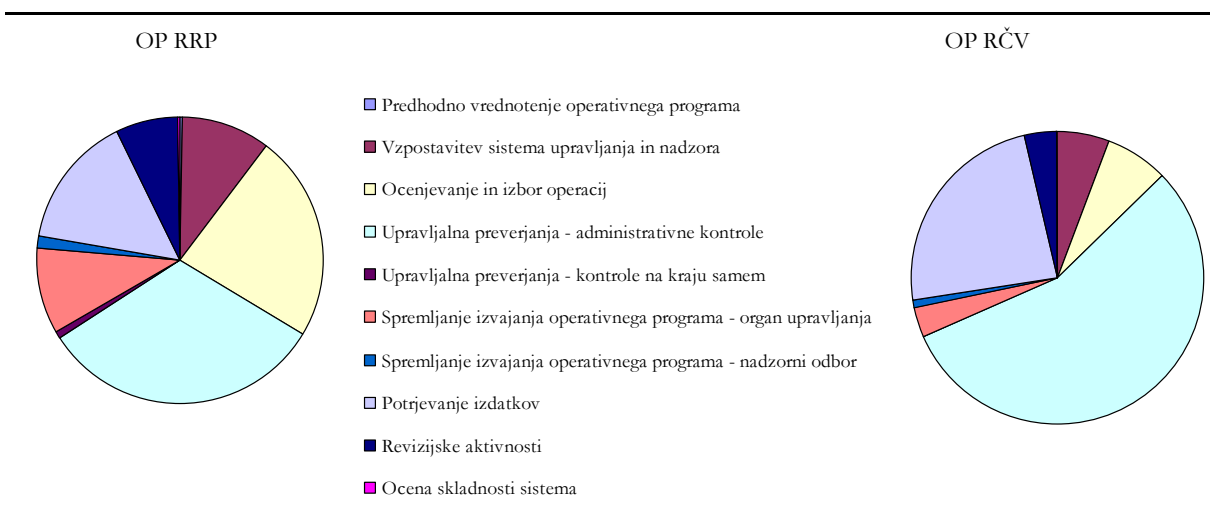 OP RRP
OP RČV
Predhodno vrednotenje operativnega programa
Vzpostavitev sistema upravljanja in nadzora
Ocenjevanje in izbor operacij
Upravljalna preverjanja - administrativne kontrole
Upravljalna preverjanja - kontrole na kraju samem
Spremljanje izvajanja operativnega programa - organ upravljanja
Spremljanje izvajanja operativnega programa - nadzorni odbor
Potrjevanje izdatkov
Revizijske aktivnosti
Ocena skladnosti sistema